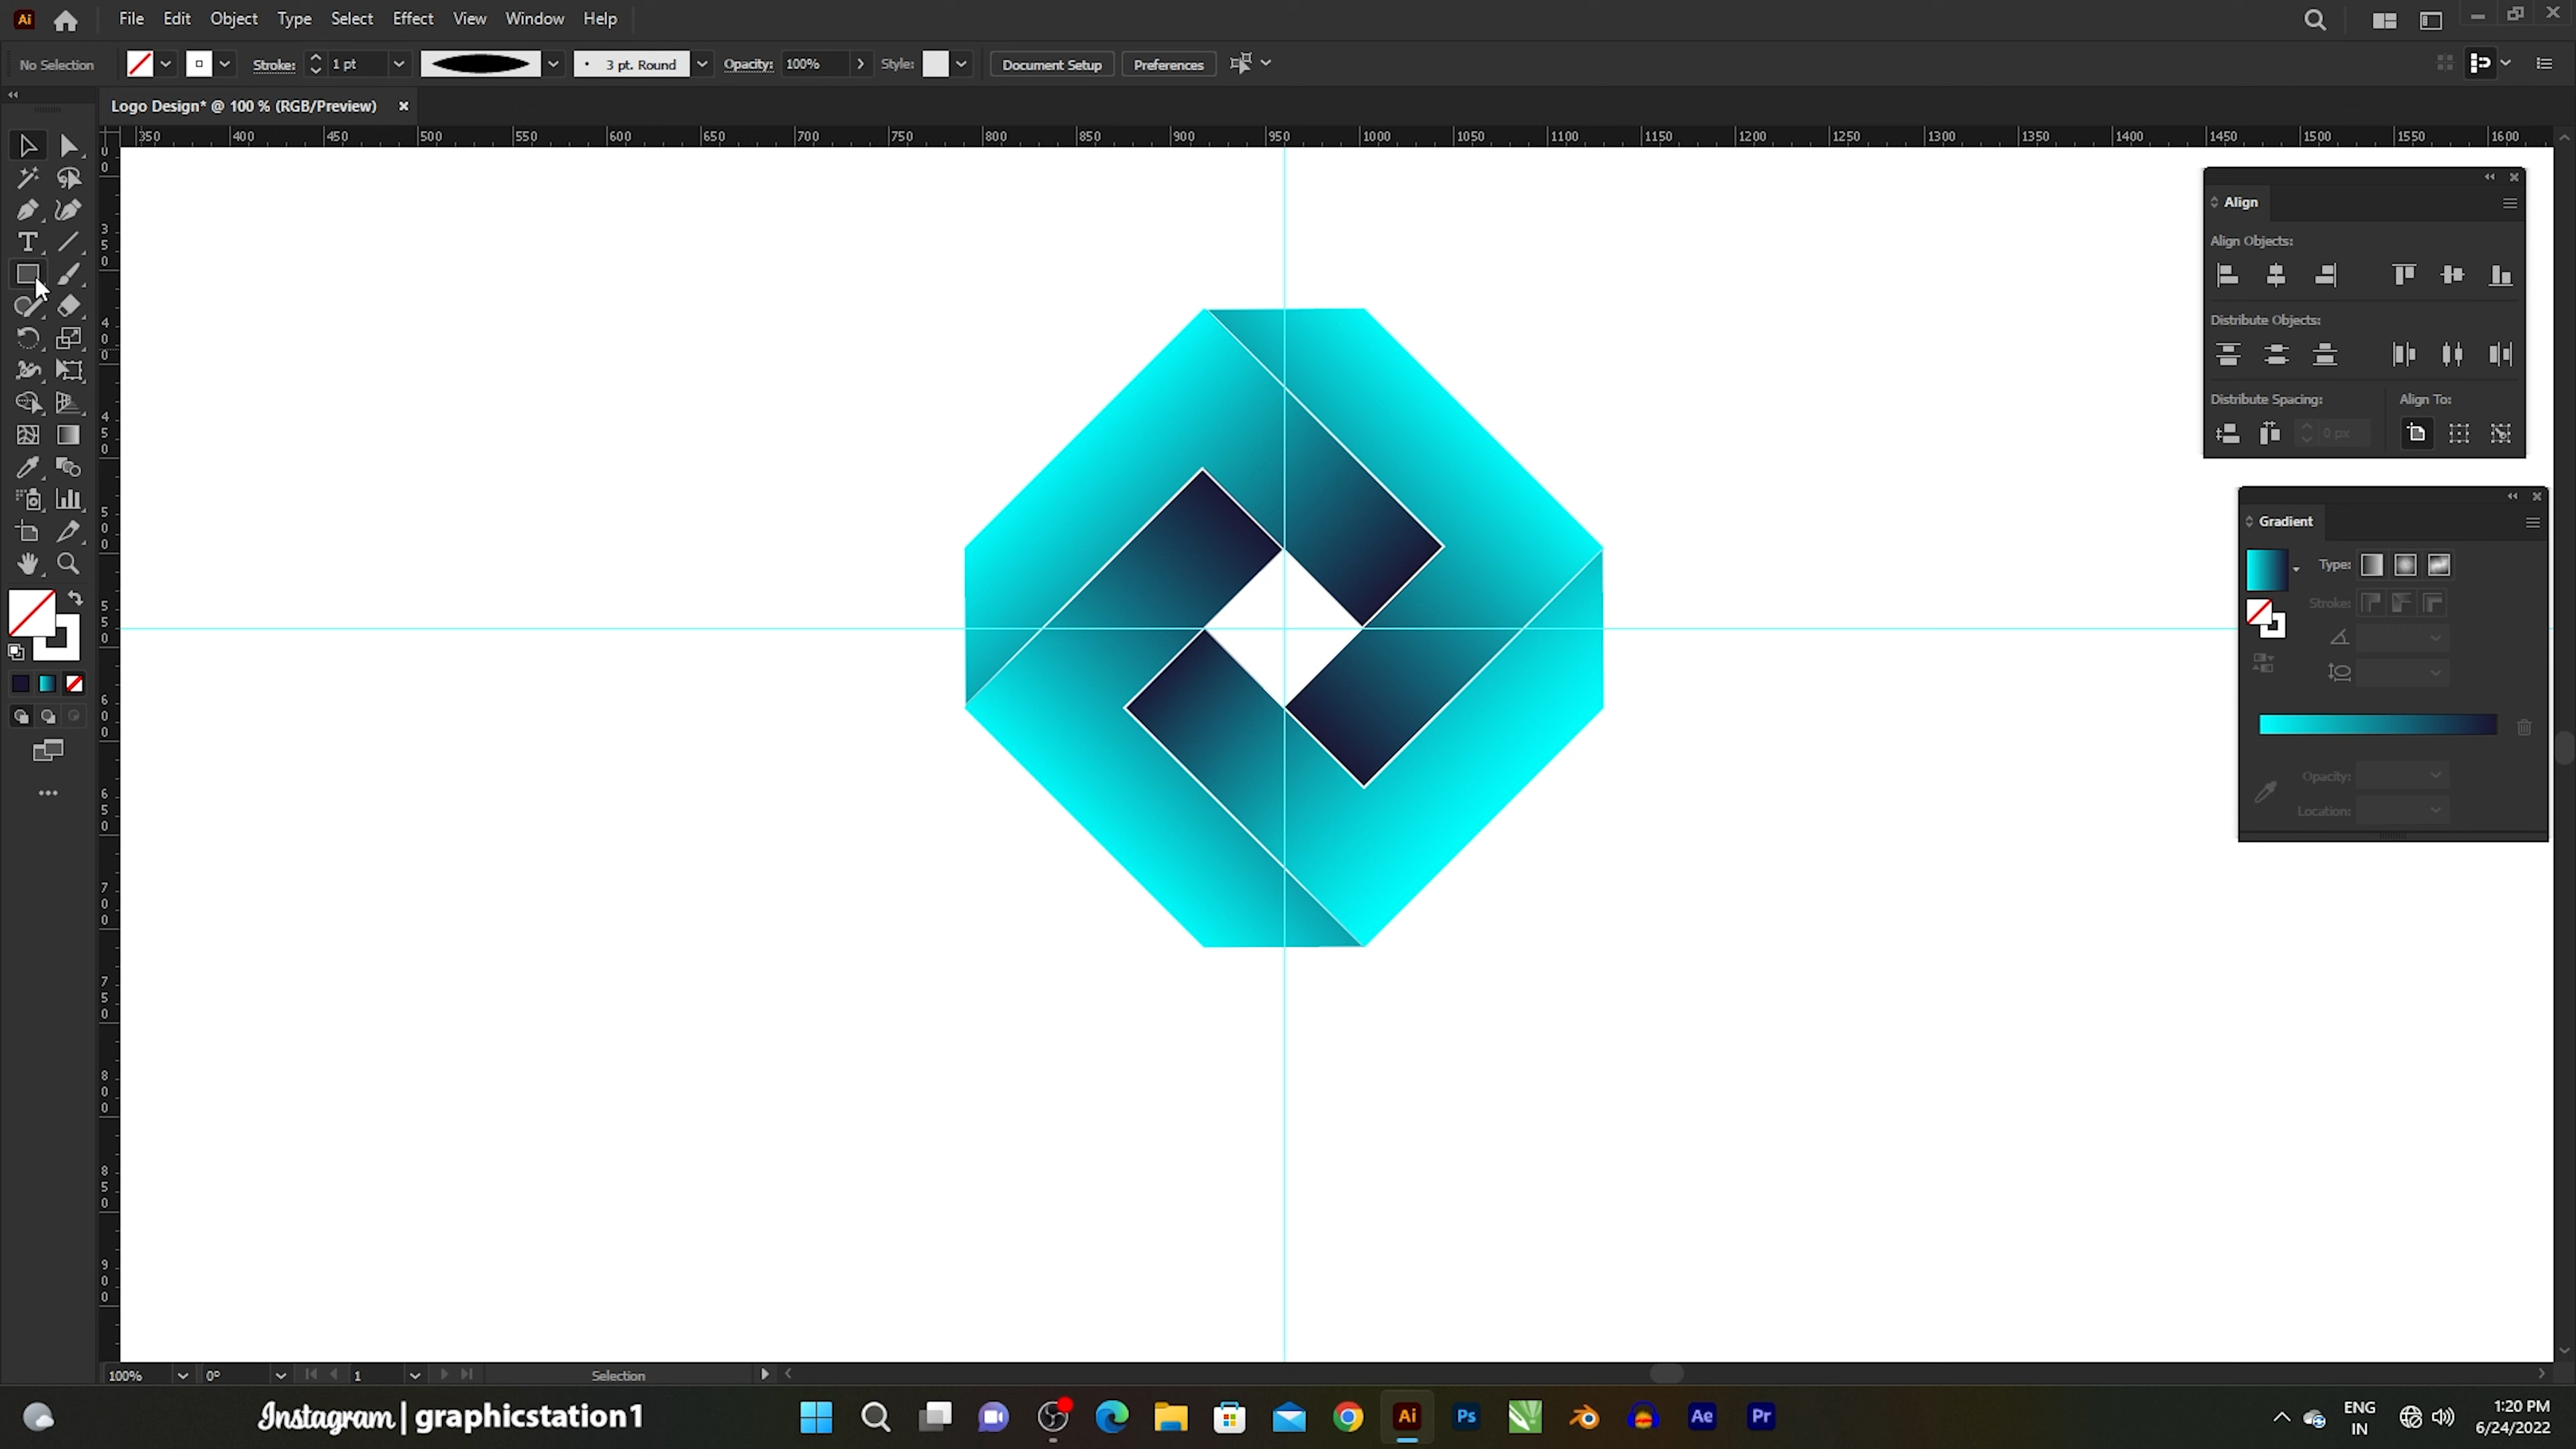 Ai File Edit Object Type Select Effect View Window Help
No Selection Stroke: 1 pt 3 pt. Round Opacity: 100% Style: Document Setup Preferences
Logo Design* @ 100 % (RGB/Preview)
350 400 450 500 550 600 650 700 750 800 850 900 950 1000 1050 1100 1150 1200 1250 1300 1350 1400 1450 1500 1550 1600
0
350
400
450
500
550
600
650
700
750
800
850
900
Align
Align Objects:
Distribute Objects:
Distribute Spacing: Align To:
0 px
Gradient
Type:
Stroke:
Opacity:
Location:
100% 0° 1 Selection
Instagram | graphicstation1
Ai Ps Ae Pr
ENG
IN
1:20 PM
6/24/2022